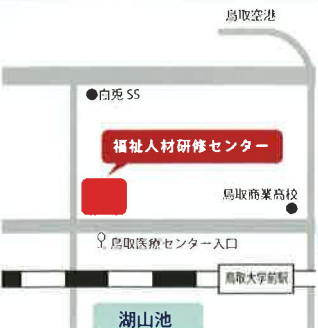 鳥取空港
白兎SS
福祉人材研修センター
鳥取商業高校
鳥取医療センター入口
鳥取大学前駅
湖山池